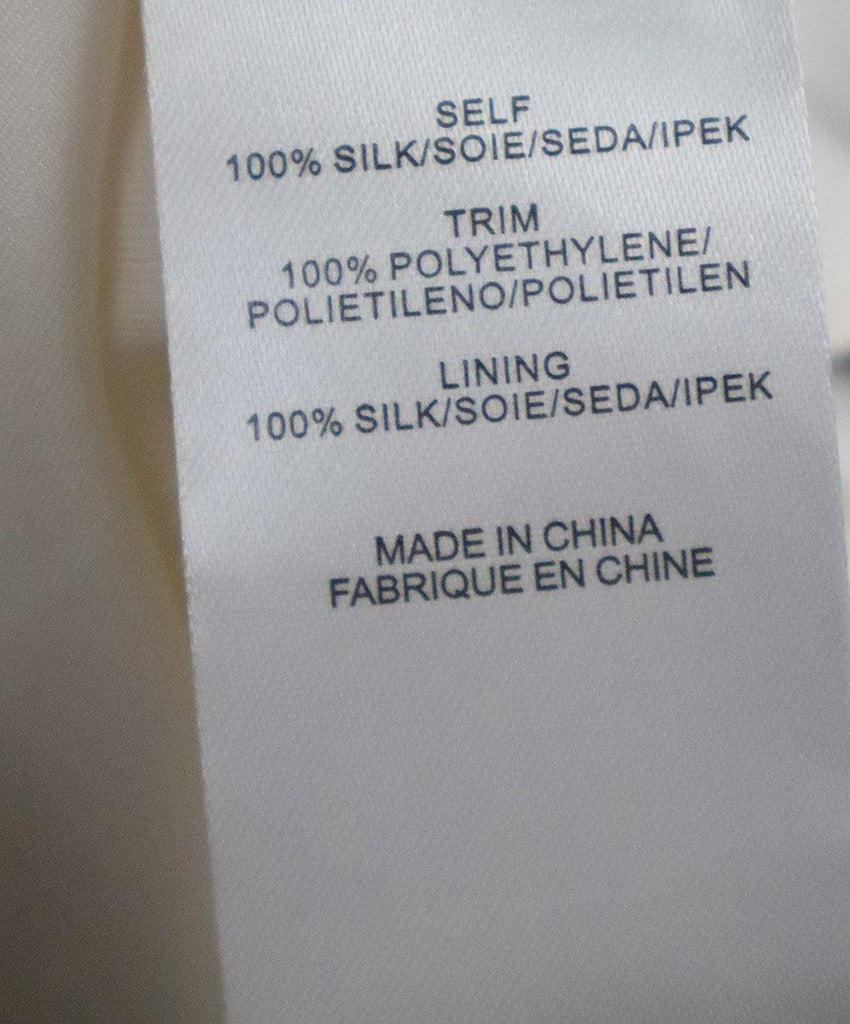 SELF
100% SILK/SOIE/SEDA/IPEK
TRIM
100% POLYETHYLENE/
POLIETILENO/POLIETILEN
LINING
100% SILK/SOIE/SEDA/IPEK
MADE IN CHINA
FABRIQUE EN CHINE